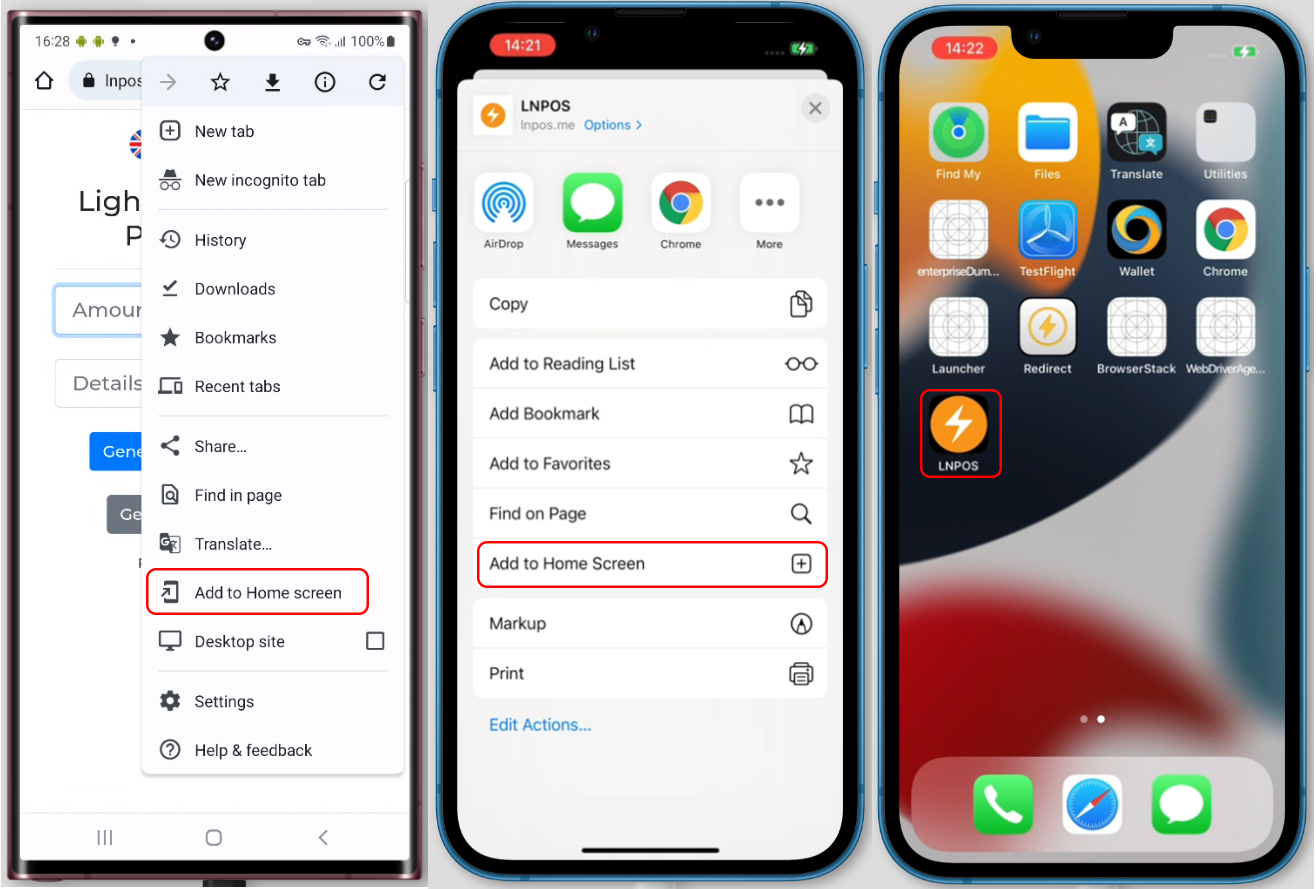 16:28
100%
lnpos
Ligh
P
Amour
Details
Gene
Ge
New tab
New incognito tab
History
Downloads
Bookmarks
Recent tabs
Share...
Find in page
Translate...
Add to Home screen
Desktop site
Settings
Help & feedback
14:21
LNPOS
lnpos.me Options >
AirDrop Messages Chrome More
Copy
Add to Reading List
Add Bookmark
Add to Favorites
Find on Page
Add to Home Screen
Markup
Print
Edit Actions...
14:22
Find My Files Translate Utilities
enterpriseDum... TestFlight Wallet Chrome
Launcher Redirect BrowserStack WebDriverAge...
LNPOS